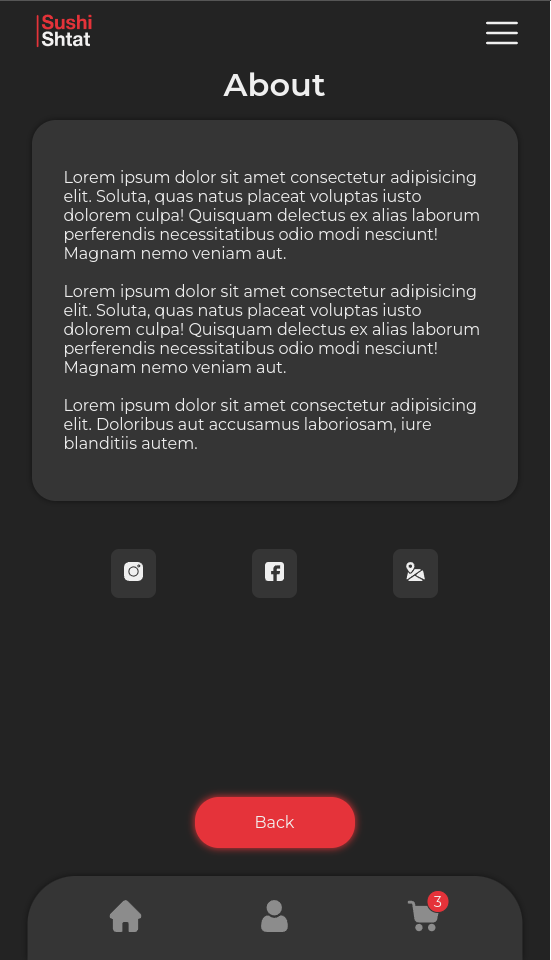 Sushi
Shtat
About
Lorem ipsum dolor sit amet consectetur adipisicing
elit. Soluta, quas natus placeat voluptas iusto
dolorem culpa! Quisquam delectus ex alias laborum
perferendis necessitatibus odio modi nesciunt!
Magnam nemo veniam aut.
Lorem ipsum dolor sit amet consectetur adipisicing
elit. Soluta, quas natus placeat voluptas iusto
dolorem culpa! Quisquam delectus ex alias laborum
perferendis necessitatibus odio modi nesciunt!
Magnam nemo veniam aut.
Lorem ipsum dolor sit amet consectetur adipisicing
elit. Doloribus aut accusamus laboriosam, iure
blanditiis autem.
Back
3